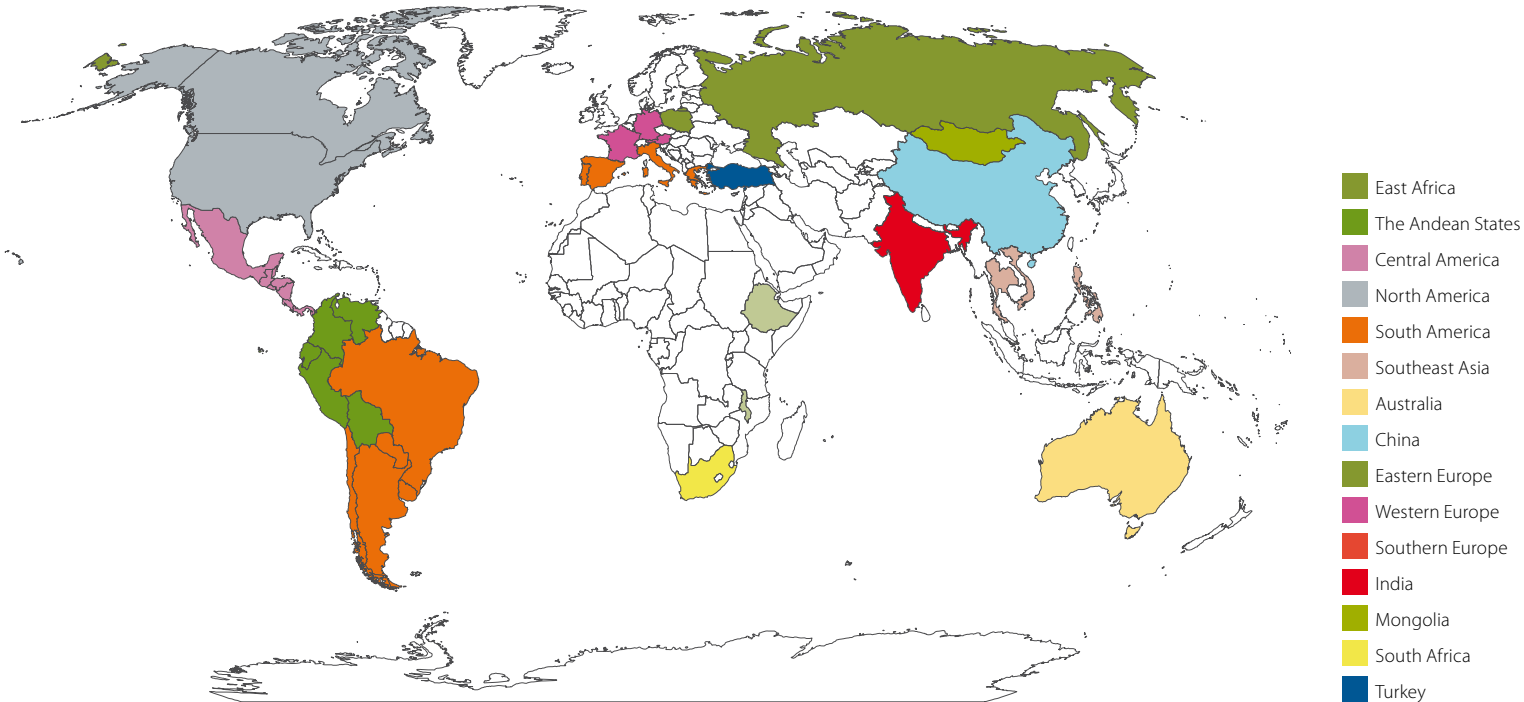 East Africa
The Andean States
Central America
North America
South America
Southeast Asia
Australia
China
Eastern Europe
Western Europe
Southern Europe
India
Mongolia
South Africa
Turkey